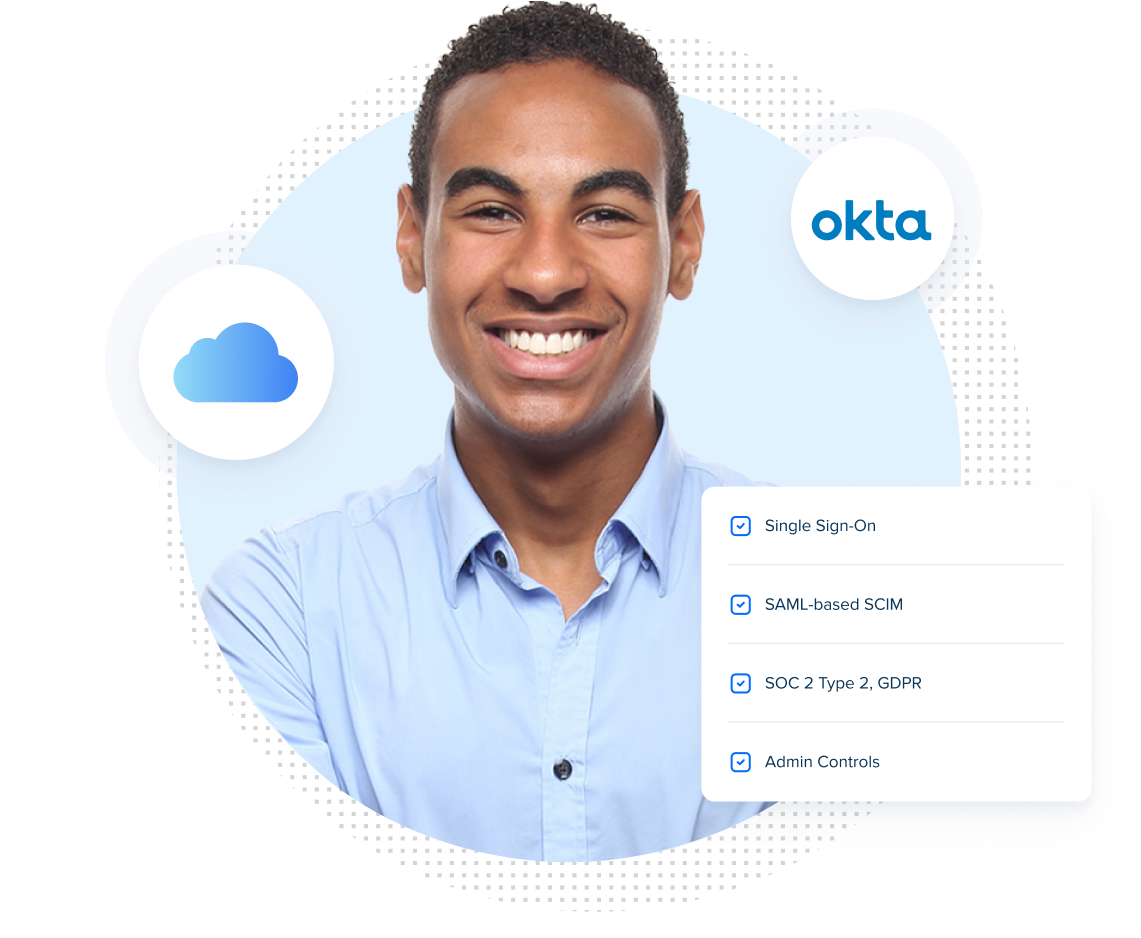 okta
Single Sign-On
SAML-based SCIM
SOC 2 Type 2, GDPR
Admin Controls